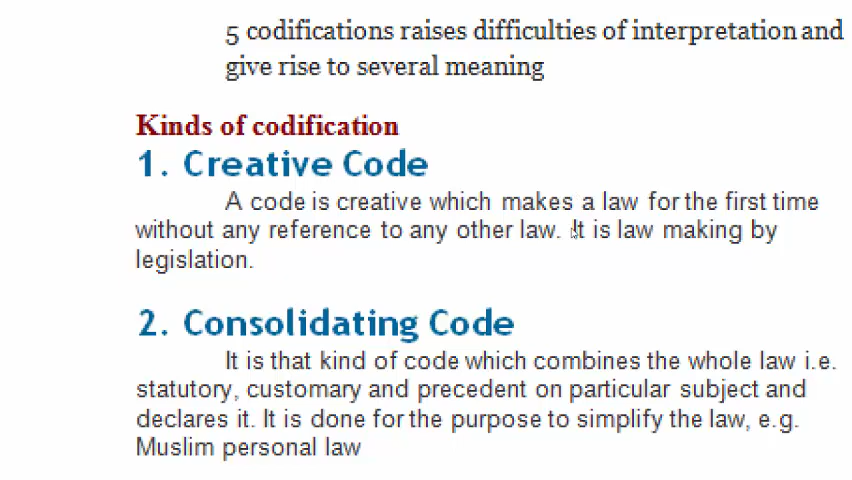 5 codifications raises difficulties of interpretation and
give rise to several meaning
Kinds of codification
1. Creative Code
A code is creative which makes a law for the first time
without any reference to any other law. It is law making by
legislation.
2. Consolidating Code
It is that kind of code which combines the whole law i.e.
statutory, customary and precedent on particular subject and
declares it. It is done for the purpose to simplify the law, e.g.
Muslim personal law